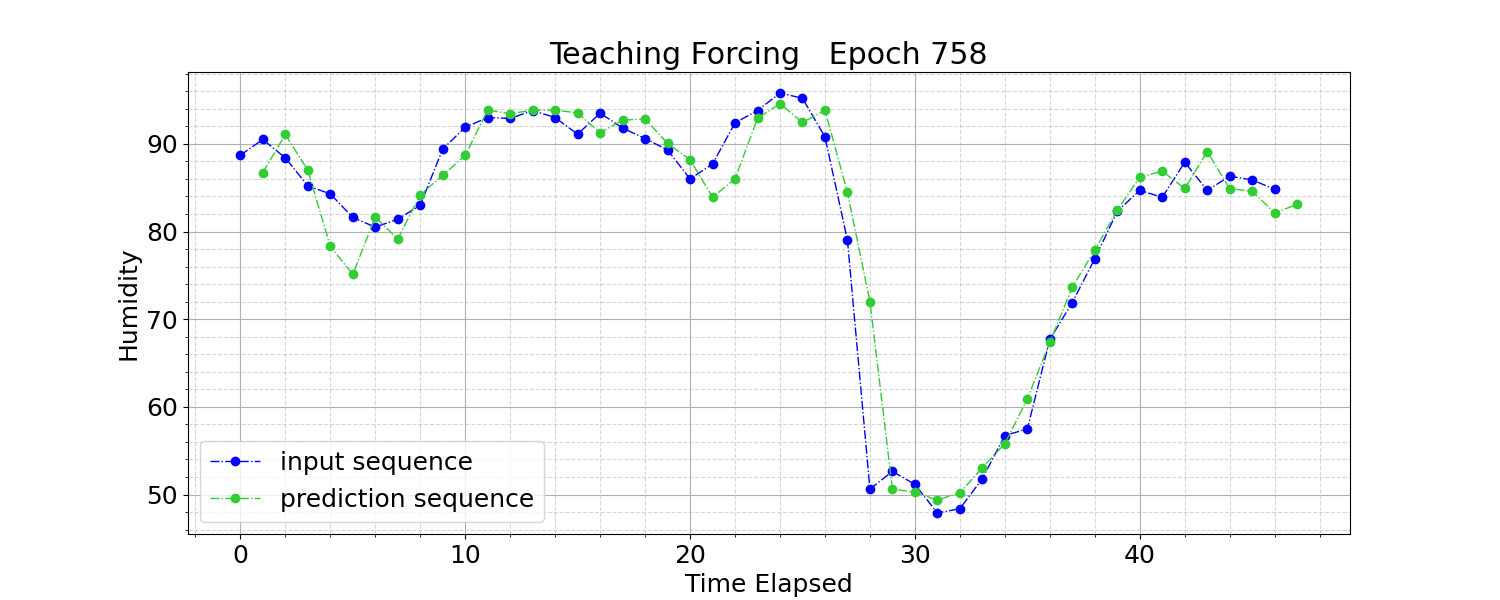 Teaching Forcing   Epoch 758
Humidity
90
80
70
60
50
input sequence
prediction sequence
0 10 20 30 40
Time Elapsed